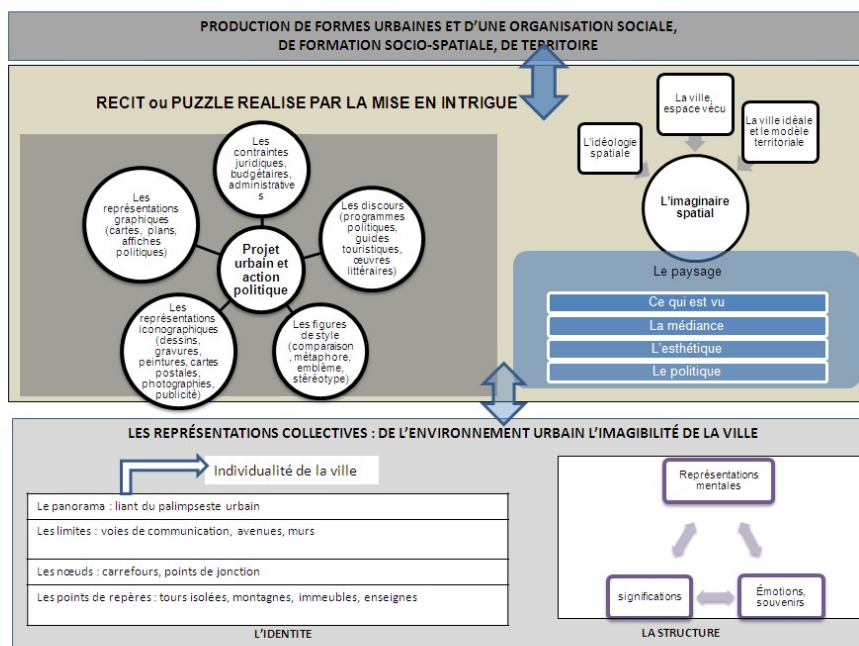 PRODUCTION DE FORMES URBAINES ET D'UNE ORGANISATION SOCIALE,
DE FORMATION SOCIO-SPATIALE, DE TERRITOIRE
RECIT ou PUZZLE REALISE PAR LA MISE EN INTRIGUE
Les
contraintes
juridiques,
budgétaires,
administrative
s
Les
représentations
graphiques
(cartes, plans,
affiches
politiques)
Les discours
(programmes
politiques,
guides
touristiques,
œuvres
littéraires)
Projet
urbain et
action
politique
Les
représentations
iconographiques
(dessins,
gravures,
peintures, cartes
postales,
photographies,
publicité)
Les figures
de style
(comparaison
, métaphore,
emblème,
stéréotype)
La ville,
espace vécu
L'idéologie
spatiale
La ville idéale
et le modèle
territoriale
L'imaginaire
spatial
Le paysage
Ce qui est vu
La médiance
L'esthétique
Le politique
LES REPRÉSENTATIONS COLLECTIVES : DE L'ENVIRONNEMENT URBAIN L'IMAGIBILITÉ DE LA VILLE
Individualité de la ville
Le panorama : liant du palimpseste urbain
Les limites : voies de communication, avenues, murs
Les nœuds : carrefours, points de jonction
Les points de repères : tours isolées, montagnes, immeubles, enseignes
L'IDENTITE
Représentations
mentales
significations
Émotions,
souvenirs
LA STRUCTURE